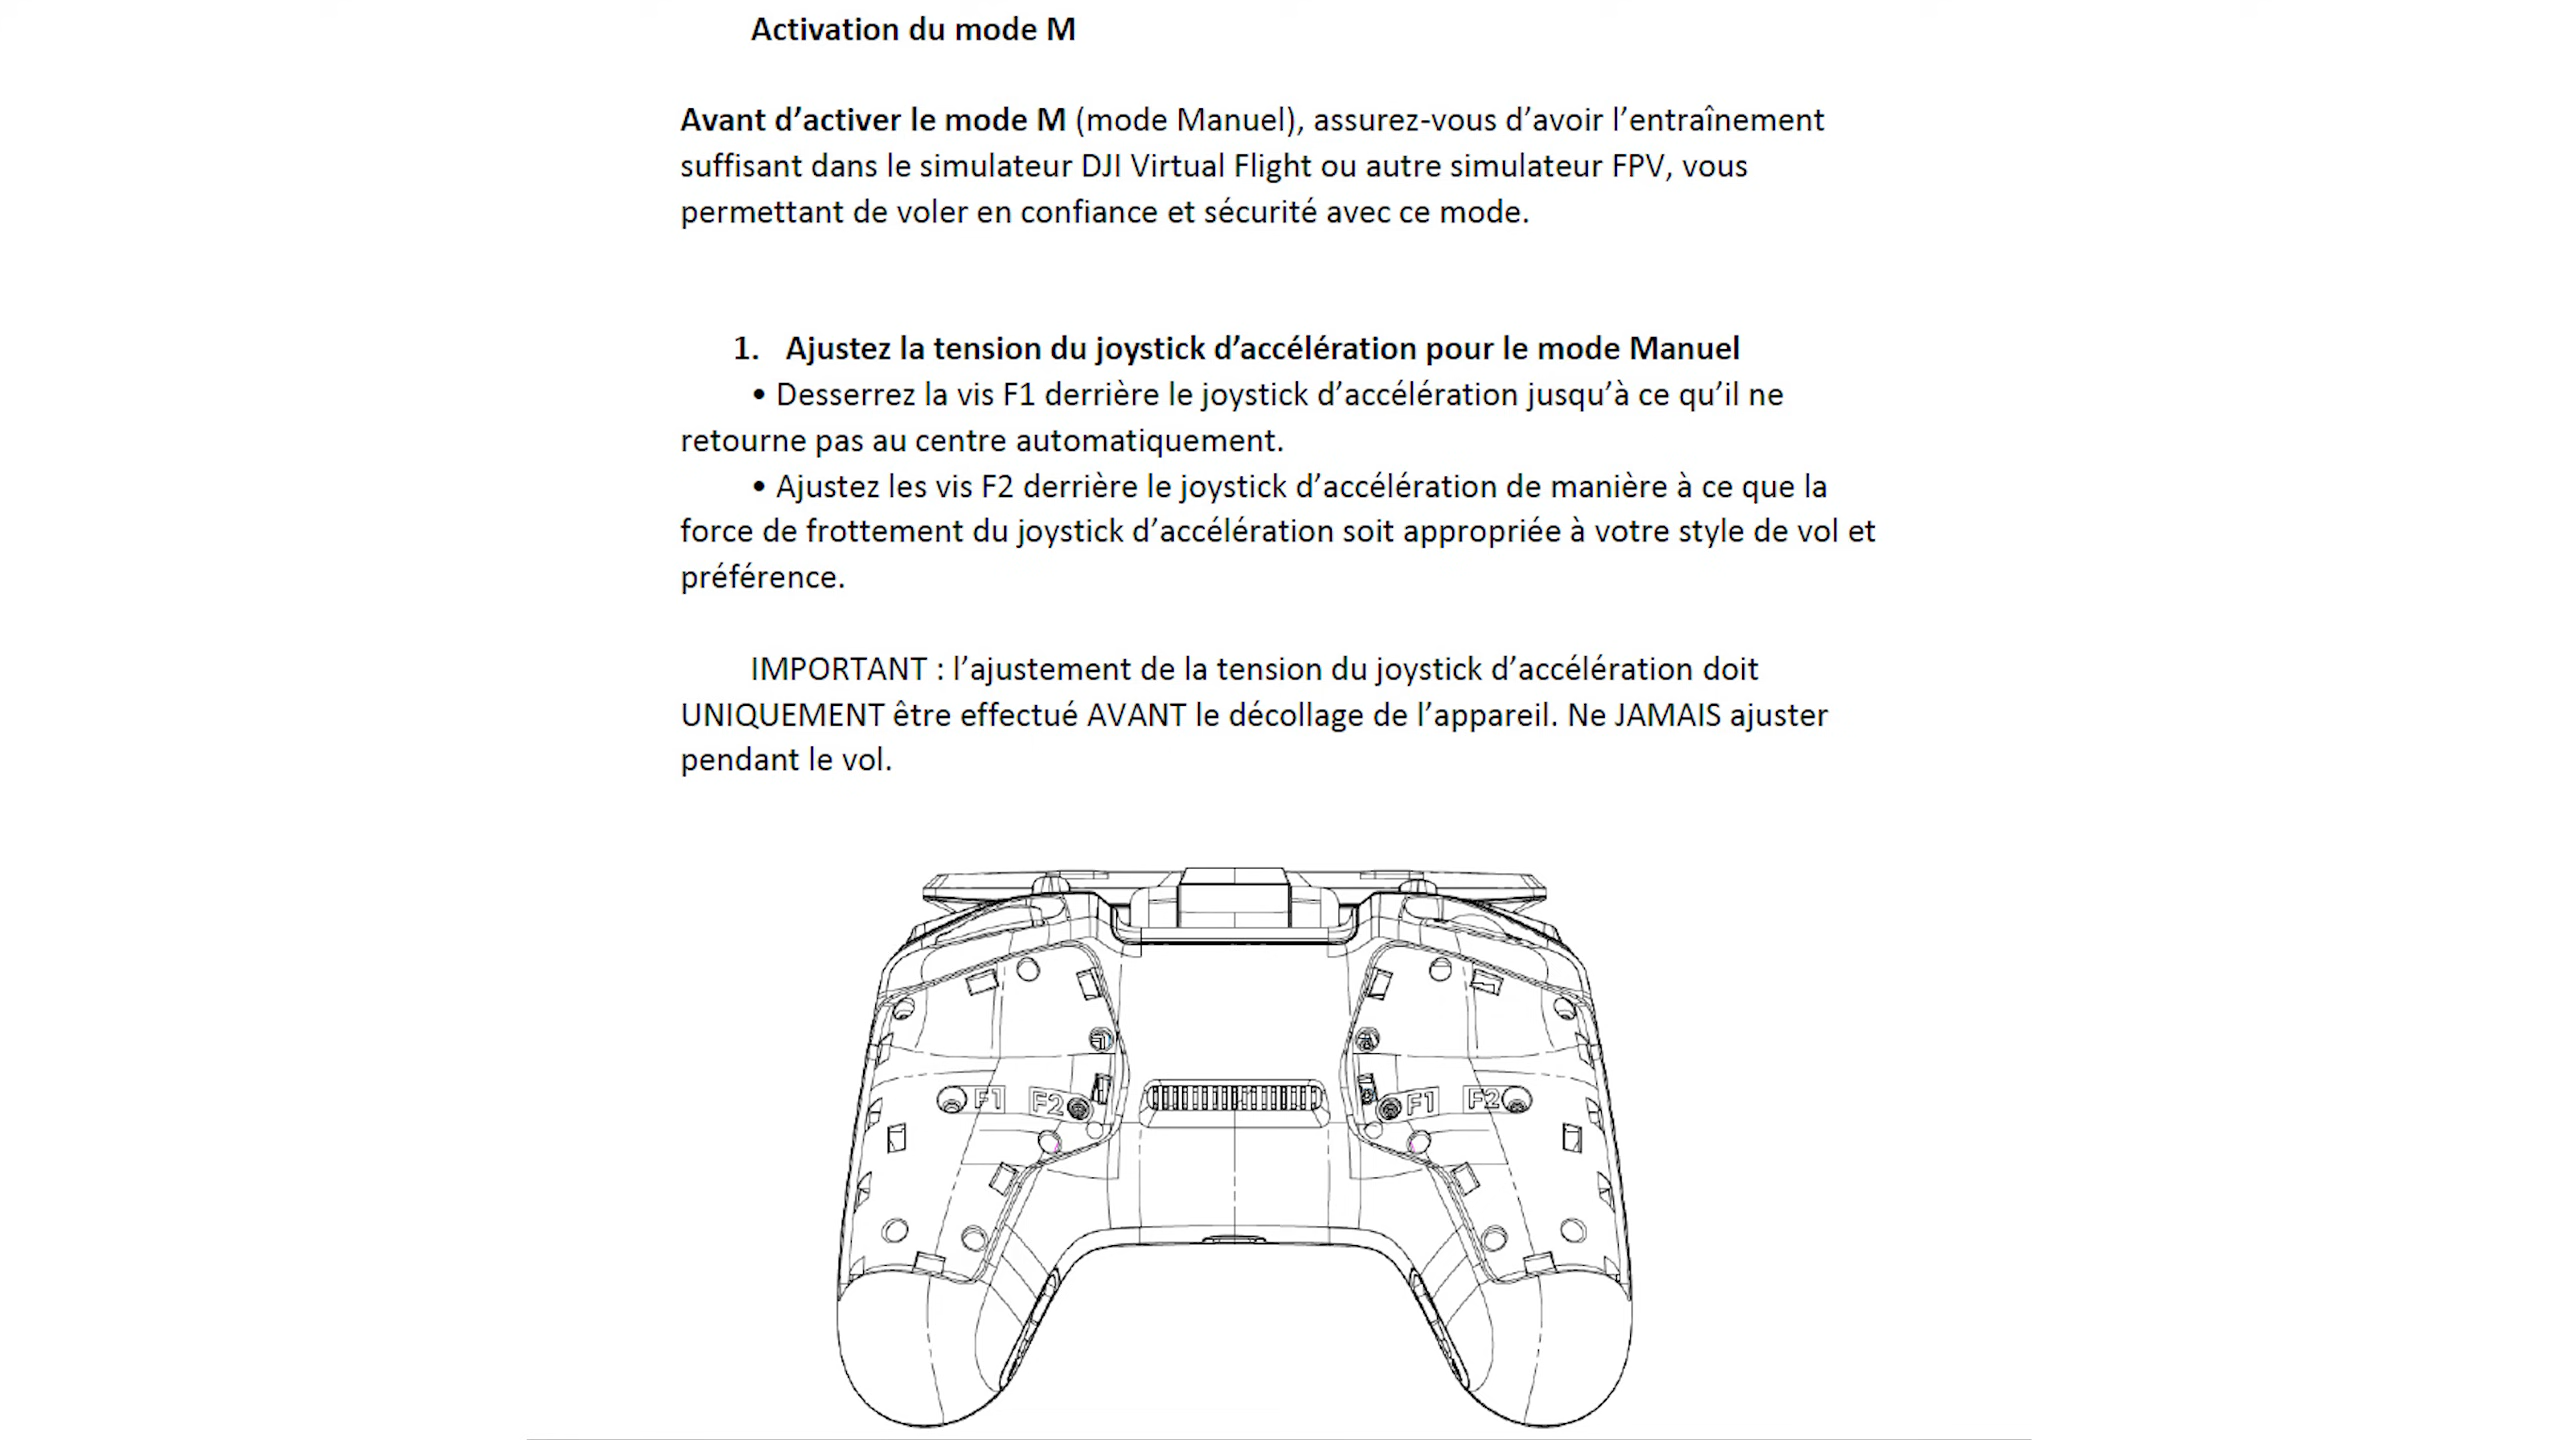 Activation du mode M
Avant d’activer le mode M (mode Manuel), assurez-vous d’avoir l’entraînement
suffisant dans le simulateur DJI Virtual Flight ou autre simulateur FPV, vous
permettant de voler en confiance et sécurité avec ce mode.
1. Ajustez la tension du joystick d’accélération pour le mode Manuel
• Desserrez la vis F1 derrière le joystick d’accélération jusqu’à ce qu’il ne
retourne pas au centre automatiquement.
• Ajustez les vis F2 derrière le joystick d’accélération de manière à ce que la
force de frottement du joystick d’accélération soit appropriée à votre style de vol et
préférence.
IMPORTANT : l’ajustement de la tension du joystick d’accélération doit
UNIQUEMENT être effectué AVANT le décollage de l’appareil. Ne JAMAIS ajuster
pendant le vol.
F1 F2 F1 F2